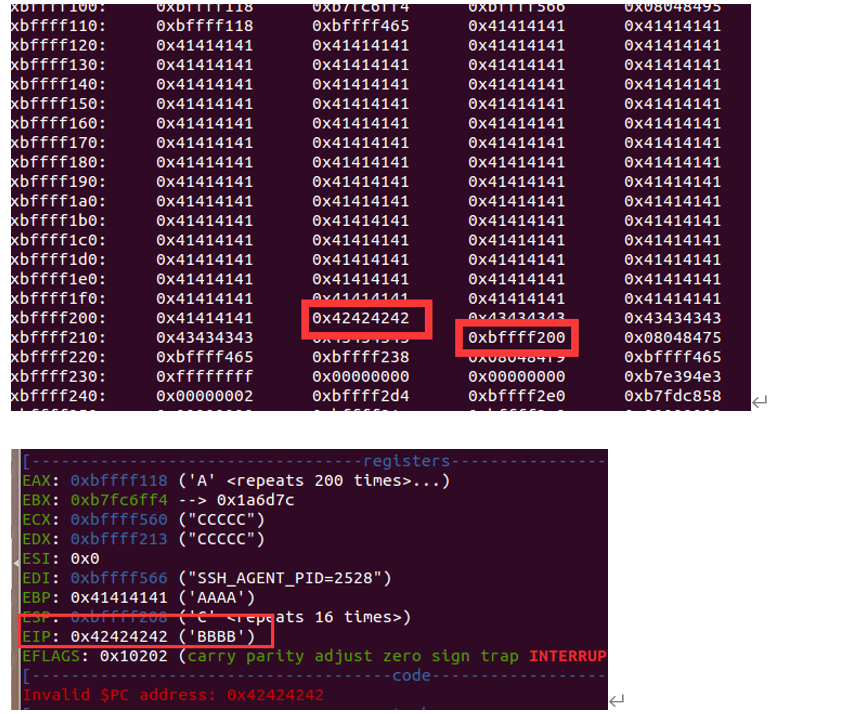 xbffff100: 0xbffff118 0xb7fc6ff4 0xbffff566 0x08048495
xbffff110: 0xbffff118 0xbffff465 0x41414141 0x41414141
xbffff120: 0x41414141 0x41414141 0x41414141 0x41414141
xbffff130: 0x41414141 0x41414141 0x41414141 0x41414141
xbffff140: 0x41414141 0x41414141 0x41414141 0x41414141
xbffff150: 0x41414141 0x41414141 0x41414141 0x41414141
xbffff160: 0x41414141 0x41414141 0x41414141 0x41414141
xbffff170: 0x41414141 0x41414141 0x41414141 0x41414141
xbffff180: 0x41414141 0x41414141 0x41414141 0x41414141
xbffff190: 0x41414141 0x41414141 0x41414141 0x41414141
xbffff1a0: 0x41414141 0x41414141 0x41414141 0x41414141
xbffff1b0: 0x41414141 0x41414141 0x41414141 0x41414141
xbffff1c0: 0x41414141 0x41414141 0x41414141 0x41414141
xbffff1d0: 0x41414141 0x41414141 0x41414141 0x41414141
xbffff1e0: 0x41414141 0x41414141 0x41414141 0x41414141
xbffff1f0: 0x41414141 0x41414141 0x41414141 0x41414141
xbffff200: 0x41414141 0x42424242 0x43434343 0x43434343
xbffff210: 0x43434343 0x43434343 0xbffff200 0x08048475
xbffff220: 0xbffff465 0xbffff238 0x080484f9 0xbffff465
xbffff230: 0xffffffff 0x00000000 0x00000000 0xb7e394e3
xbffff240: 0x00000002 0xbffff2d4 0xbffff2e0 0xb7fdc858
[----------------------------------registers----------------
EAX: 0xbffff118 ('A' <repeats 200 times>...)
EBX: 0xb7fc6ff4 --> 0x1a6d7c
ECX: 0xbffff560 ("CCCCC")
EDX: 0xbffff213 ("CCCCC")
ESI: 0x0
EDI: 0xbffff566 ("SSH_AGENT_PID=2528")
EBP: 0x41414141 ('AAAA')
ESP: 0xbffff208 ('C' <repeats 16 times>)
EIP: 0x42424242 ('BBBB')
EFLAGS: 0x10202 (carry parity adjust zero sign trap INTERRUP
[-------------------------------------code-------------------
Invalid $PC address: 0x42424242